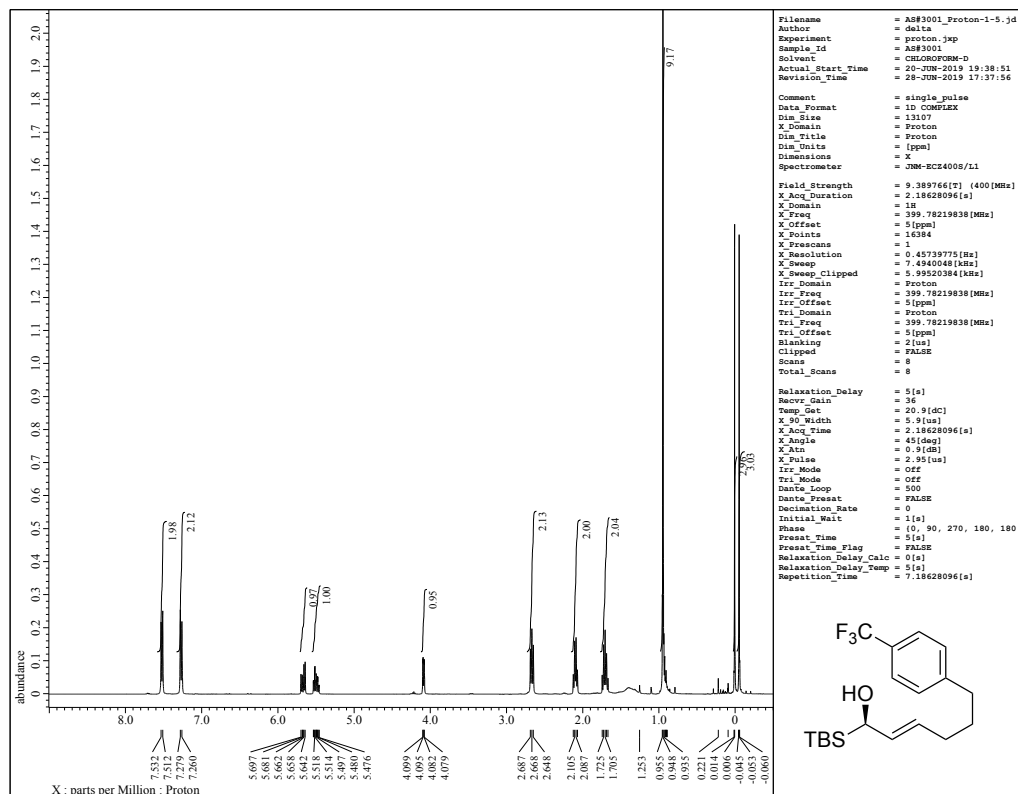 2.0
1.9
1.8
1.7
1.6
1.5
1.4
1.3
1.2
1.1
1.0
0.9
0.8
0.7
0.6
0.5
0.4
0.3
0.2
0.1
0
abundance
1.98
2.12
0.97
1.00
0.95
2.13
2.00
2.04
9.17
2.96
3.03
8.0 7.0 6.0 5.0 4.0 3.0 2.0 1.0 0
7.532
7.512
7.279
7.260
5.697
5.681
5.662
5.658
5.642
5.518
5.514
5.497
5.480
5.476
4.099
4.095
4.082
4.079
2.687
2.668
2.648
2.105
2.087
1.725
1.705
1.253
0.955
0.948
0.935
0.221
0.014
0.006
-0.045
-0.053
-0.060
X : parts per Million : Proton
Filename = AS#3001_Proton-1-5.jd
Author = delta
Experiment = proton.jxp
Sample_Id = AS#3001
Solvent = CHLOROFORM-D
Actual_Start_Time = 20-JUN-2019 19:38:51
Revision_Time = 28-JUN-2019 17:37:56
Comment = single_pulse
Data_Format = 1D COMPLEX
Dim_Size = 13107
X_Domain = Proton
Dim_Title = Proton
Dim_Units = [ppm]
Dimensions = X
Spectrometer = JNM-ECZ400S/L1
Field_Strength = 9.389766[T] (400[MHz]
X_Acq_Duration = 2.18628096[s]
X_Domain = 1H
X_Freq = 399.78219838[MHz]
X_Offset = 5[ppm]
X_Points = 16384
X_Prescans = 1
X_Resolution = 0.45739775[Hz]
X_Sweep = 7.4940048[kHz]
X_Sweep_Clipped = 5.99520384[kHz]
Irr_Domain = Proton
Irr_Freq = 399.78219838[MHz]
Irr_Offset = 5[ppm]
Tri_Domain = Proton
Tri_Freq = 399.78219838[MHz]
Tri_Offset = 5[ppm]
Blanking = 2[us]
Clipped = FALSE
Scans = 8
Total_Scans = 8
Relaxation_Delay = 5[s]
Recvr_Gain = 36
Temp_Get = 20.9[dC]
X_90_Width = 5.9[us]
X_Acq_Time = 2.18628096[s]
X_Angle = 45[deg]
X_Atn = 0.9[dB]
X_Pulse = 2.95[us]
Irr_Mode = Off
Tri_Mode = Off
Dante_Loop = 500
Dante_Presat = FALSE
Decimation_Rate = 0
Initial_Wait = 1[s]
Phase = {0, 90, 270, 180, 180
Presat_Time = 5[s]
Presat_Time_Flag = FALSE
Relaxation_Delay_Calc = 0[s]
Relaxation_Delay_Temp = 5[s]
Repetition_Time = 7.18628096[s]
F3C
HO
TBS